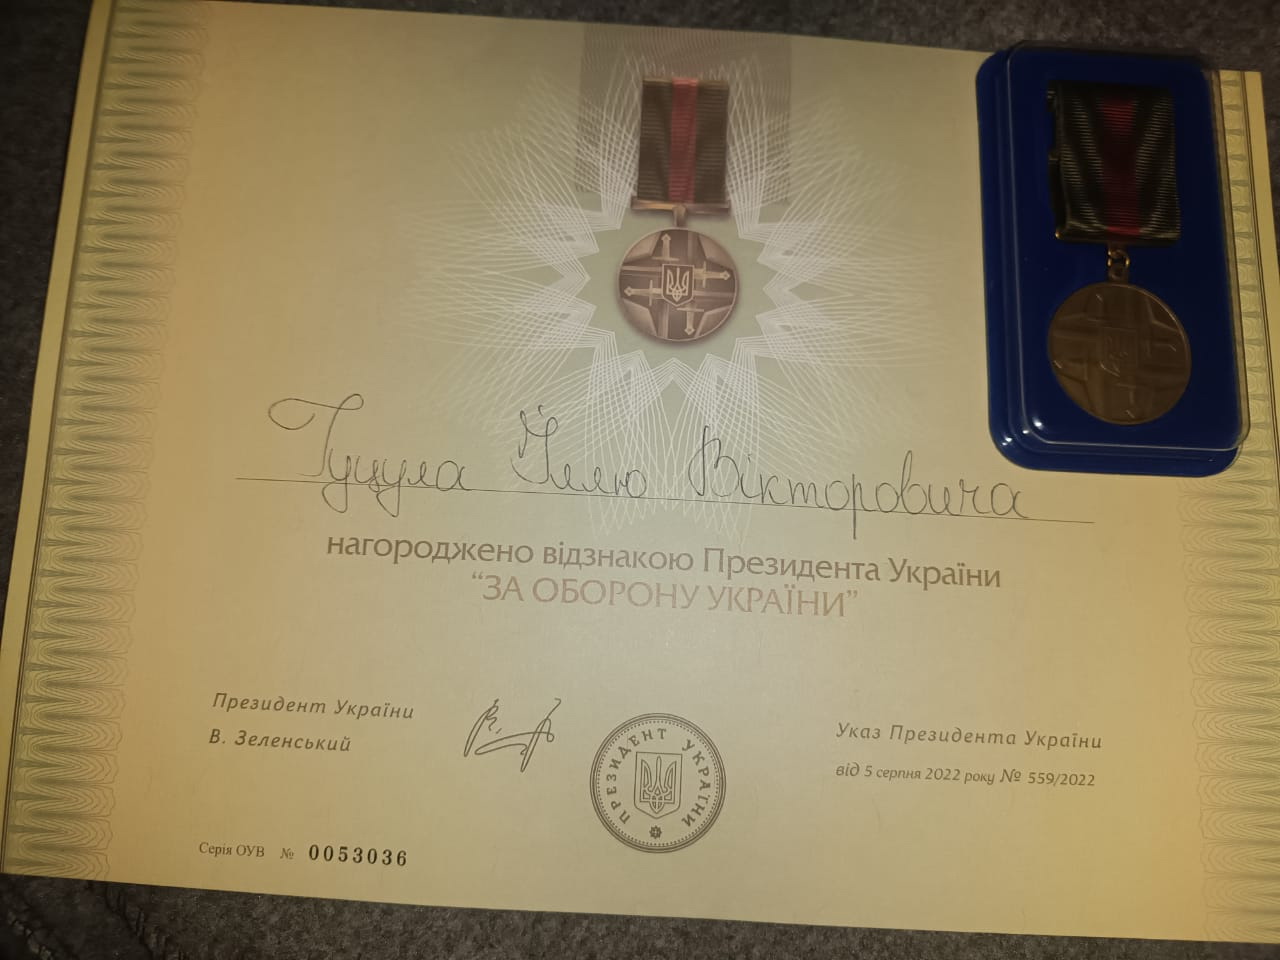 Гуцула Іллю Вікторовича
нагороджено відзнакою Президента України
“ЗА ОБОРОНУ УКРАЇНИ”
Президент України
В. Зеленський
ПРЕЗИДЕНТ УКРАЇНИ
Указ Президента України
від 5 серпня 2022 року № 559/2022
Серія ОУВ № 0053036